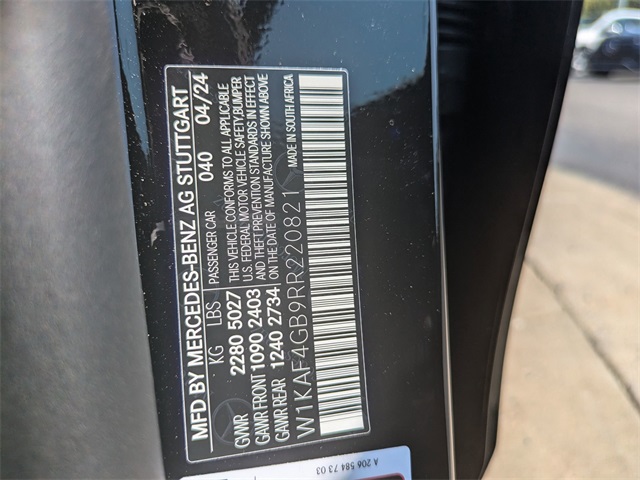 MFD BY MERCEDES-BENZ AG STUTTGART
040 04/24
PASSENGER CAR
KG LBS
GVWR 2280 5027
GAWR FRONT 1090 2403
GAWR REAR 1240 2734
THIS VEHICLE CONFORMS TO ALL APPLICABLE
U.S. FEDERAL MOTOR VEHICLE SAFETY, BUMPER
AND THEFT PREVENTION STANDARDS IN EFFECT
ON THE DATE OF MANUFACTURE SHOWN ABOVE
MADE IN SOUTH AFRICA
W1KAF4GB9RR220821
A 206 584 73 03